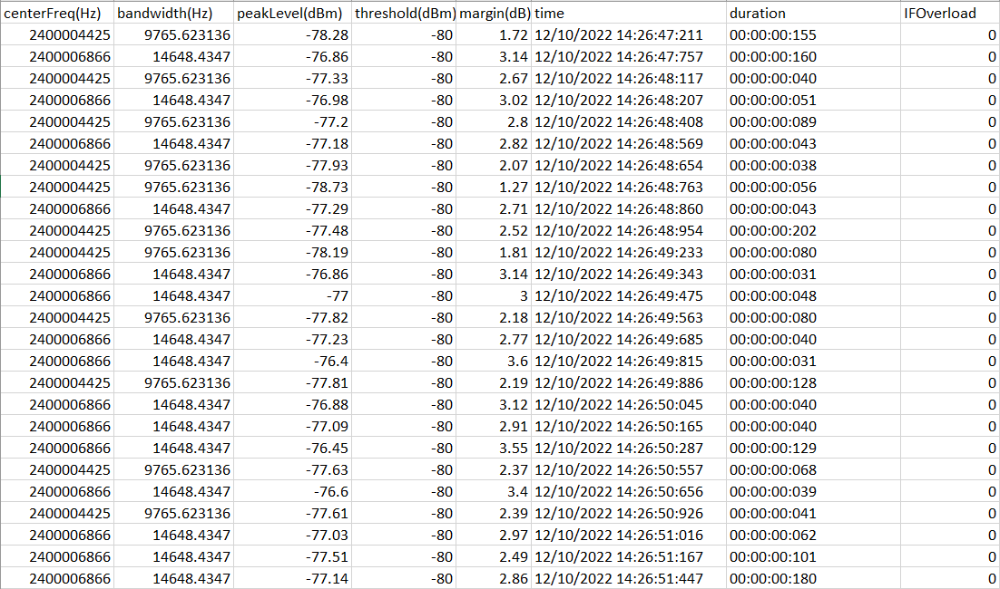 centerFreq(Hz) bandwidth(Hz) peakLevel(dBm) threshold(dBm) margin(dB) time duration IFOverload
2400004425 9765.623136 -78.28 -80 1.72 12/10/2022 14:26:47:211 00:00:00:155 0
2400006866 14648.4347 -76.86 -80 3.14 12/10/2022 14:26:47:757 00:00:00:160 0
2400004425 9765.623136 -77.33 -80 2.67 12/10/2022 14:26:48:117 00:00:00:040 0
2400006866 14648.4347 -76.98 -80 3.02 12/10/2022 14:26:48:207 00:00:00:051 0
2400004425 9765.623136 -77.2 -80 2.8 12/10/2022 14:26:48:408 00:00:00:089 0
2400006866 14648.4347 -77.18 -80 2.82 12/10/2022 14:26:48:569 00:00:00:043 0
2400004425 9765.623136 -77.93 -80 2.07 12/10/2022 14:26:48:654 00:00:00:038 0
2400004425 9765.623136 -78.73 -80 1.27 12/10/2022 14:26:48:763 00:00:00:056 0
2400006866 14648.4347 -77.29 -80 2.71 12/10/2022 14:26:48:860 00:00:00:043 0
2400004425 9765.623136 -77.48 -80 2.52 12/10/2022 14:26:48:954 00:00:00:202 0
2400004425 9765.623136 -78.19 -80 1.81 12/10/2022 14:26:49:233 00:00:00:080 0
2400006866 14648.4347 -76.86 -80 3.14 12/10/2022 14:26:49:343 00:00:00:031 0
2400006866 14648.4347 -77 -80 3 12/10/2022 14:26:49:475 00:00:00:048 0
2400004425 9765.623136 -77.82 -80 2.18 12/10/2022 14:26:49:563 00:00:00:080 0
2400006866 14648.4347 -77.23 -80 2.77 12/10/2022 14:26:49:685 00:00:00:040 0
2400006866 14648.4347 -76.4 -80 3.6 12/10/2022 14:26:49:815 00:00:00:031 0
2400004425 9765.623136 -77.81 -80 2.19 12/10/2022 14:26:49:886 00:00:00:128 0
2400006866 14648.4347 -76.88 -80 3.12 12/10/2022 14:26:50:045 00:00:00:040 0
2400006866 14648.4347 -77.09 -80 2.91 12/10/2022 14:26:50:165 00:00:00:040 0
2400006866 14648.4347 -76.45 -80 3.55 12/10/2022 14:26:50:287 00:00:00:129 0
2400004425 9765.623136 -77.63 -80 2.37 12/10/2022 14:26:50:557 00:00:00:068 0
2400006866 14648.4347 -76.6 -80 3.4 12/10/2022 14:26:50:656 00:00:00:039 0
2400004425 9765.623136 -77.61 -80 2.39 12/10/2022 14:26:50:926 00:00:00:041 0
2400006866 14648.4347 -77.03 -80 2.97 12/10/2022 14:26:51:016 00:00:00:062 0
2400006866 14648.4347 -77.51 -80 2.49 12/10/2022 14:26:51:167 00:00:00:101 0
2400006866 14648.4347 -77.14 -80 2.86 12/10/2022 14:26:51:447 00:00:00:180 0